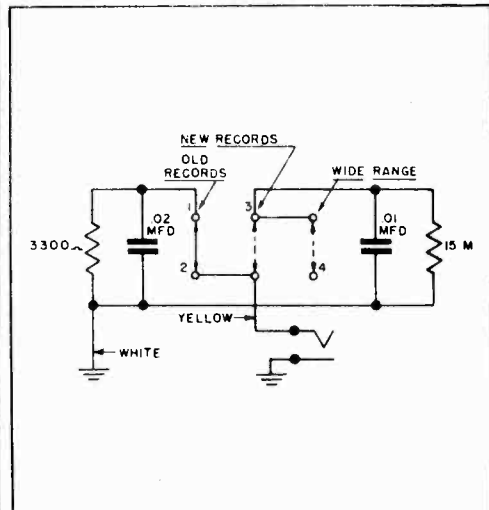 NEW RECORDS
OLD
RECORDS
WIDE RANGE
1
3
.02
MFD
.01
MFD
3300~
15 M
2
4
YELLOW
WHITE